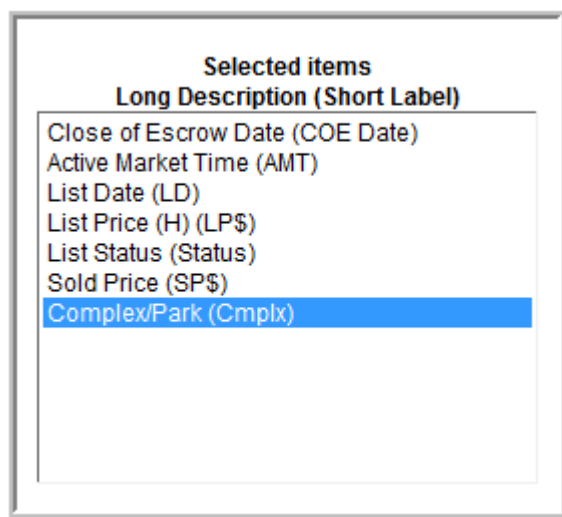 Selected items
Long Description (Short Label)
Close of Escrow Date (COE Date)
Active Market Time (AMT)
List Date (LD)
List Price (H) (LP$)
List Status (Status)
Sold Price (SP$)
Complex/Park (Cmplx)